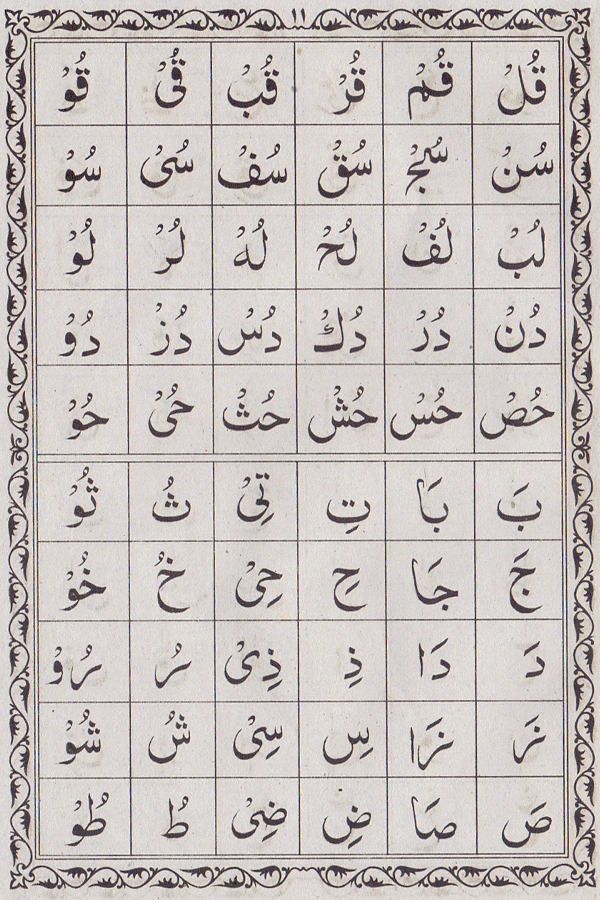 ١١
قُلْ قُمْ قُرْ قُبْ قُیْ قُوْ
سُنْ سُجْ سُقْ سُفْ سُیْ سُوْ
لُبْ لُفْ لُحْ لُهْ لُرْ لُوْ
دُنْ دُرْ دُكْ دُسْ دُزْ دُوْ
حُصْ حُسْ حُشْ حُثْ حُیْ حُوْ
بَ بَاْ تِ تِیْ ثُ ثُوْ
جَ جَاْ حِ حِیْ خُ خُوْ
دَ دَاْ ذِ ذِیْ رُ رُوْ
زَ زَاْ سِ سِیْ شُ شُوْ
صَ صَاْ ضِ ضِیْ طُ طُوْ